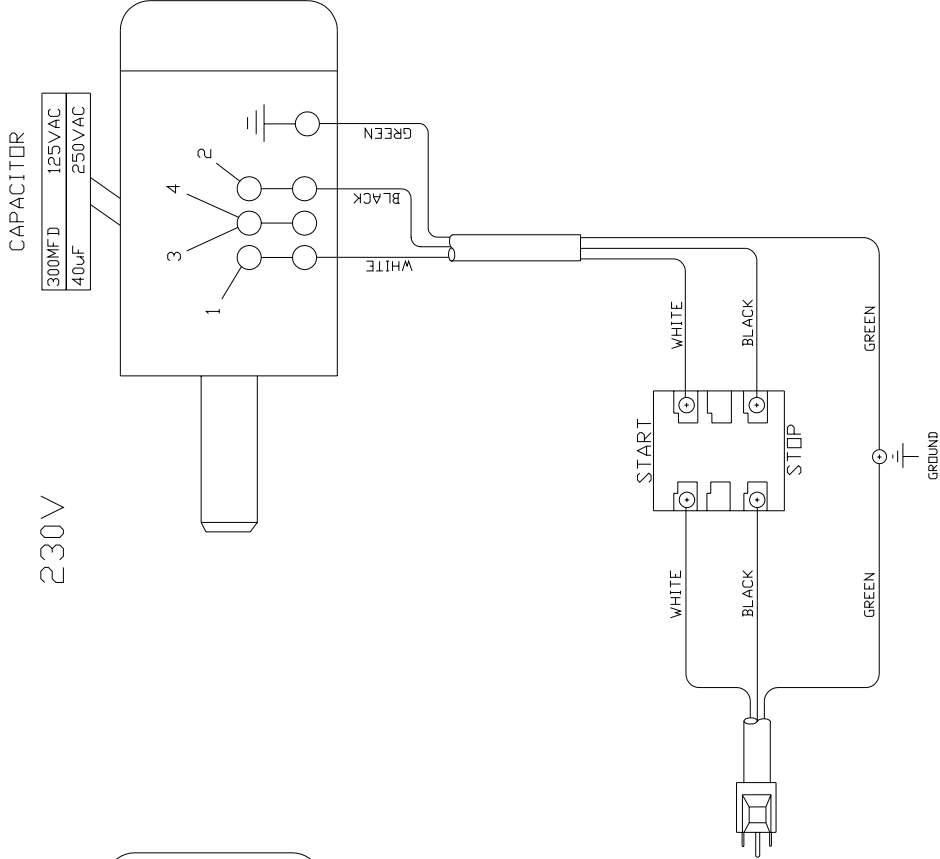 CAPACITOR
300MFD 125VAC
40uF 250VAC
230V
2
4
3
1
GREEN
BLACK
WHITE
WHITE
BLACK
GREEN
START
STOP
GROUND
WHITE
BLACK
GREEN